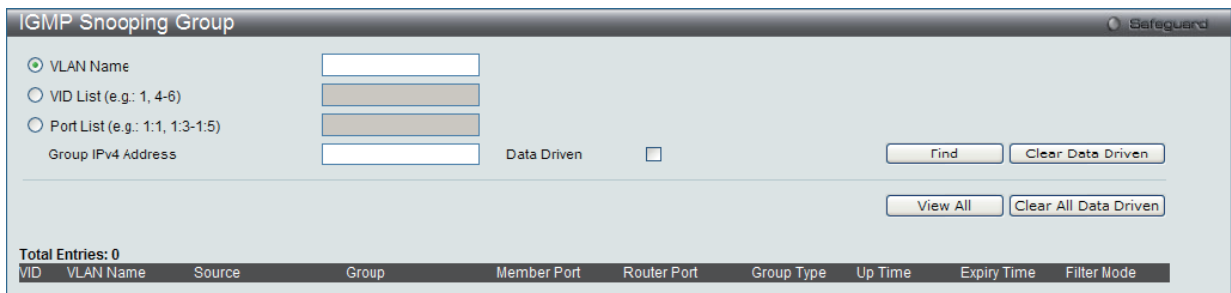 IGMP Snooping Group Safeguard
VLAN Name
VID List (e.g.: 1, 4-6)
Port List (e.g.: 1:1, 1:3-1:5)
Group IPv4 Address Data Driven Find Clear Data Driven
View All Clear All Data Driven
Total Entries: 0
VID VLAN Name Source Group Member Port Router Port Group Type Up Time Expiry Time Filter Mode